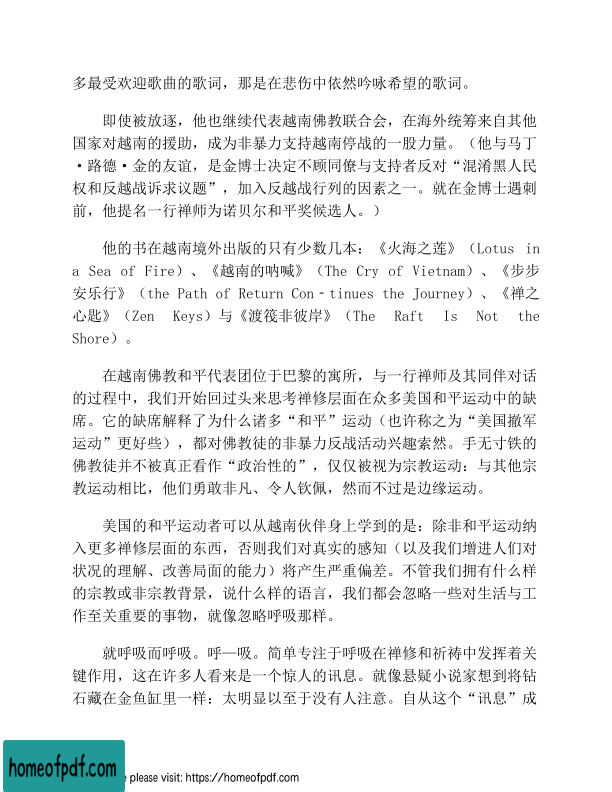 多最受欢迎歌曲的歌词，那是在悲伤中依然吟咏希望的歌词。
即使被放逐，他也继续代表越南佛教联合会，在海外统筹来自其他
国家对越南的援助，成为非暴力支持越南停战的一股力量。（他与马丁
·路德·金的友谊，是金博士决定不顾同僚与支持者反对“混淆黑人民
权和反越战诉求议题”，加入反越战行列的因素之一。就在金博士遇刺
前，他提名一行禅师为诺贝尔和平奖候选人。）
他的书在越南境外出版的只有少数几本：《火海之莲》（Lotus in
a Sea of Fire）、《越南的呐喊》（The Cry of Vietnam）、《步步
安乐行》（the Path of Return Con‐tinues the Journey）、《禅之
心匙》（Zen Keys）与《渡筏非彼岸》（The Raft Is Not the
Shore）。
在越南佛教和平代表团位于巴黎的寓所，与一行禅师及其同伴对话
的过程中，我们开始回过头来思考禅修层面在众多美国和平运动中的缺
席。它的缺席解释了为什么诸多“和平”运动（也许称之为“美国撤军
运动”更好些），都对佛教徒的非暴力反战活动兴趣索然。手无寸铁的
佛教徒并不被真正看作“政治性的”，仅仅被视为宗教运动：与其他宗
教运动相比，他们勇敢非凡、令人钦佩，然而不过是边缘运动。
美国的和平运动者可以从越南伙伴身上学到的是：除非和平运动纳
入更多禅修层面的东西，否则我们对真实的感知（以及我们增进人们对
状况的理解、改善局面的能力）将产生严重偏差。不管我们拥有什么样
的宗教或非宗教背景，说什么样的语言，我们都会忽略一些对生活与工
作至关重要的事物，就像忽略呼吸那样。
就呼吸而呼吸。呼—吸。简单专注于呼吸在禅修和祈祷中发挥着关
键作用，这在许多人看来是一个惊人的讯息。就像悬疑小说家想到将钻
石藏在金鱼缸里一样：太明显以至于没有人注意。自从这个“讯息”成
homeofpdf.com
e please visit: https://homeofpdf.com